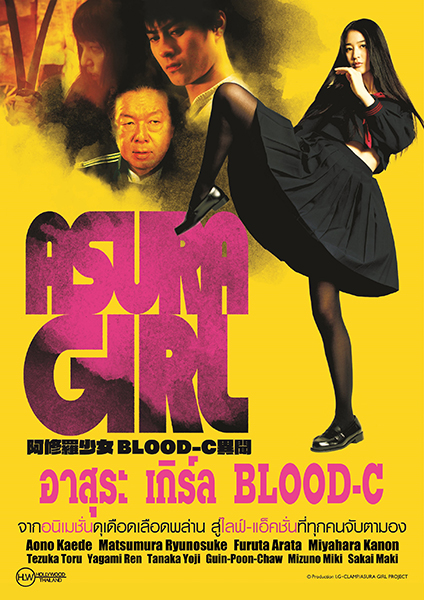 ASURA
GIRL
阿修羅少女 BLOOD-C異聞
อาสุระ เกิร์ล BLOOD-C
จากอนิเมชั่นดุเดือดเลือดพล่าน สู่ไลฟ์-แอ็คชั่นที่ทุกคนจับตามอง
Aono Kaede Matsumura Ryunosuke Furuta Arata Miyahara Kanon
Tezuka Toru Yagami Ren Tanaka Yoji Guin-Poon-Chaw Mizuno Miki Sakai Maki
HLW HOLLYWOOD THAILAND
© Production I.G・CLAMP/ASURA GIRL PROJECT